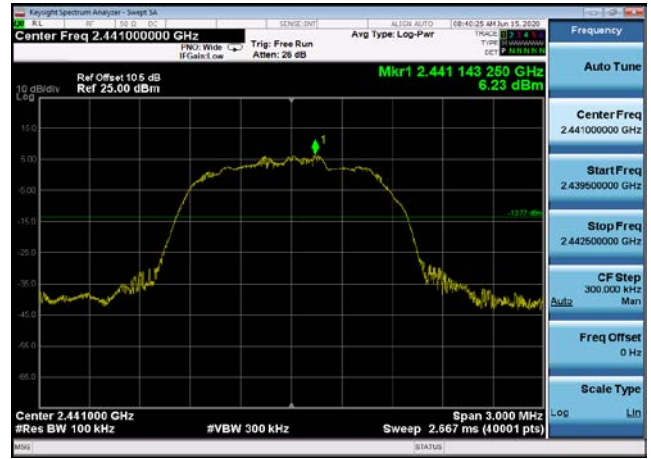 Keysight Spectrum Analyzer - Swept SA
RL RF 50 Ω DC SENSE:INT ALIGN AUTO 08:40:25 AM Jun 15, 2020
Center Freq 2.441000000 GHz
PNO: Wide
IFGain:Low
Trig: Free Run
Atten: 26 dB
Avg Type: Log-Pwr
TRACE 1 2 3 4 5 6
TYPE
DET P N N N N N
Frequency
Auto Tune
Mkr1 2.441 143 250 GHz
6.23 dBm
Ref Offset 10.5 dB
10 dB/div Ref 25.00 dBm
Log
15.0
5.00
-5.00
-15.0
-25.0
-35.0
-45.0
-55.0
-65.0
1
Center Freq
2.441000000 GHz
Start Freq
2.439500000 GHz
Stop Freq
2.442500000 GHz
CF Step
300.000 kHz
Auto Man
Freq Offset
0 Hz
Scale Type
Log Lin
Center 2.441000 GHz
Span 3.000 MHz
#Res BW 100 kHz
#VBW 300 kHz
Sweep 2.667 ms (40001 pts)
MSG
STATUS